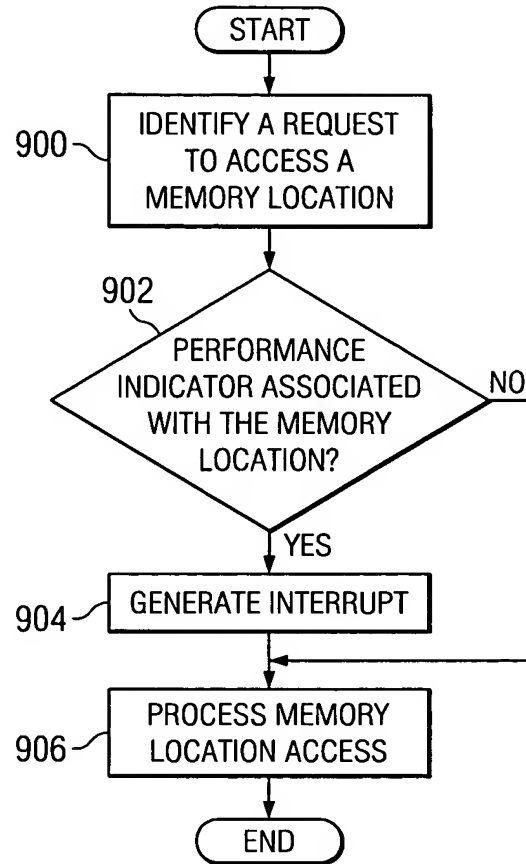 START
900
IDENTIFY A REQUEST
TO ACCESS A
MEMORY LOCATION
902
PERFORMANCE
INDICATOR ASSOCIATED
WITH THE MEMORY
LOCATION?
NO
YES
904
GENERATE INTERRUPT
906
PROCESS MEMORY
LOCATION ACCESS
END